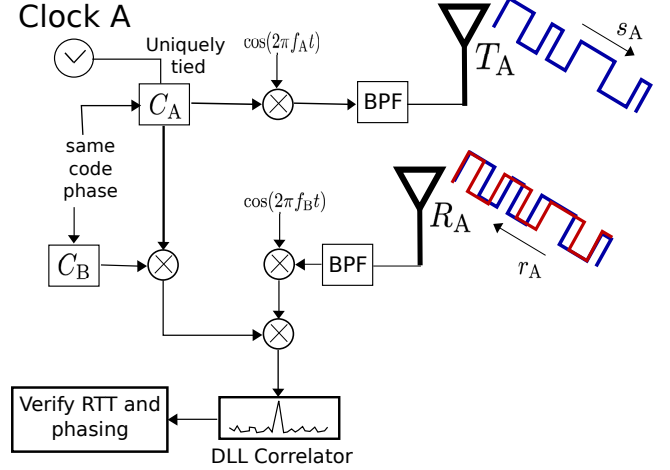 Clock A
Uniquely
tied
cos(2πf_A t)
s_A
T_A
C_A
BPF
same
code
phase
cos(2πf_B t)
R_A
r_A
C_B
BPF
Verify RTT and
phasing
DLL Correlator